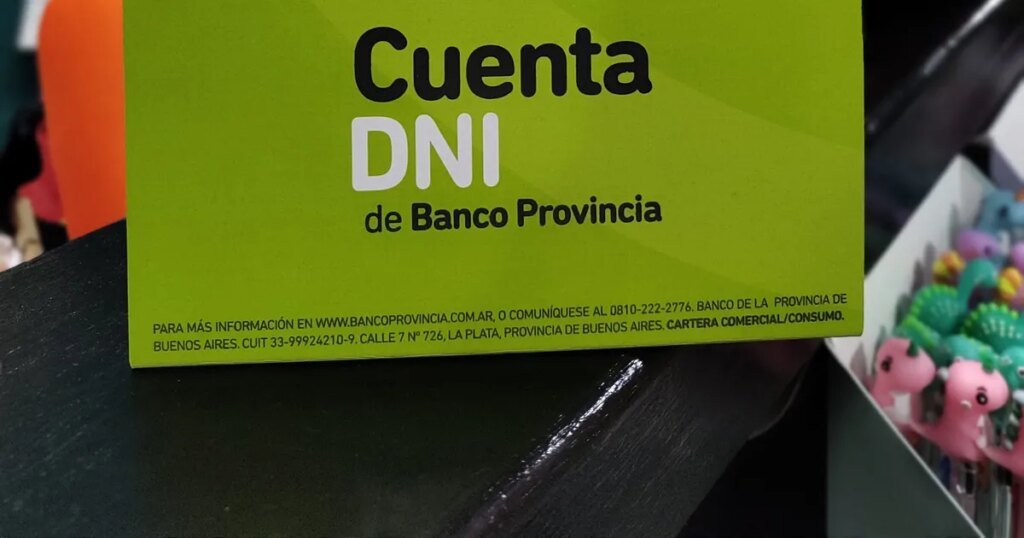 Cuenta
DNI
de Banco Provincia
PARA MÁS INFORMACIÓN EN WWW.BANCOPROVINCIA.COM.AR, O COMUNÍQUESE AL 0810-222-2776. BANCO DE LA PROVINCIA DE
BUENOS AIRES. CUIT 33-99924210-9. CALLE 7 Nº 726, LA PLATA, PROVINCIA DE BUENOS AIRES. CARTERA COMERCIAL/CONSUMO.